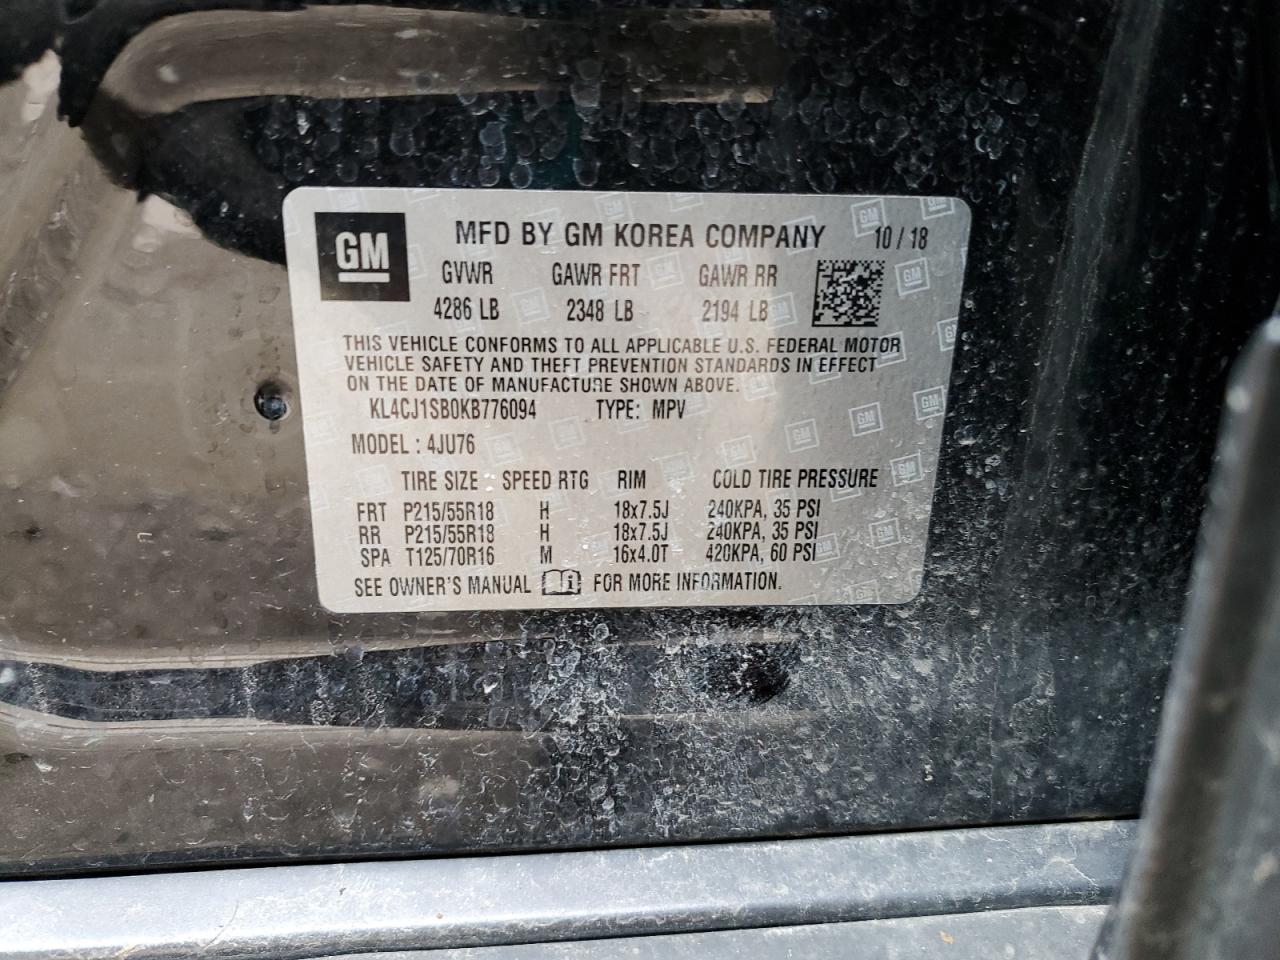 GM MFD BY GM KOREA COMPANY 10 / 18
GVWR GAWR FRT GAWR RR
4286 LB 2348 LB 2194 LB
THIS VEHICLE CONFORMS TO ALL APPLICABLE U.S. FEDERAL MOTOR
VEHICLE SAFETY AND THEFT PREVENTION STANDARDS IN EFFECT
ON THE DATE OF MANUFACTURE SHOWN ABOVE.
KL4CJ1SB0KB776094 TYPE: MPV
MODEL : 4JU76
TIRE SIZE SPEED RTG RIM COLD TIRE PRESSURE
FRT P215/55R18 H 18x7.5J 240KPA, 35 PSI
RR P215/55R18 H 18x7.5J 240KPA, 35 PSI
SPA T125/70R16 M 16x4.0T 420KPA, 60 PSI
SEE OWNER'S MANUAL FOR MORE INFORMATION.